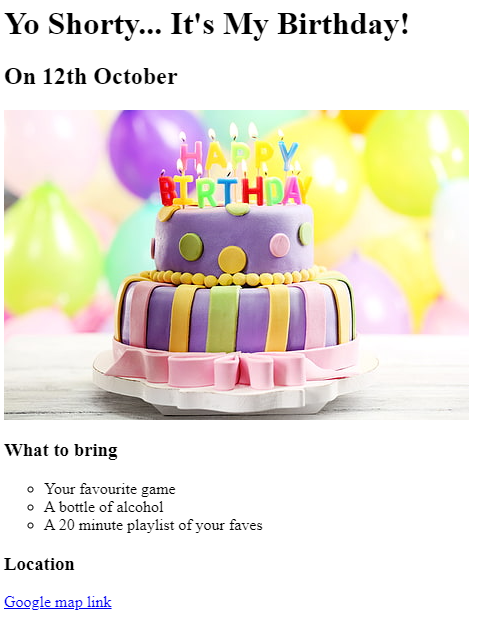 Yo Shorty... It's My Birthday!
On 12th October
HAPPY
BIRTHDAY
What to bring
Your favourite game
A bottle of alcohol
A 20 minute playlist of your faves
Location
Google map link